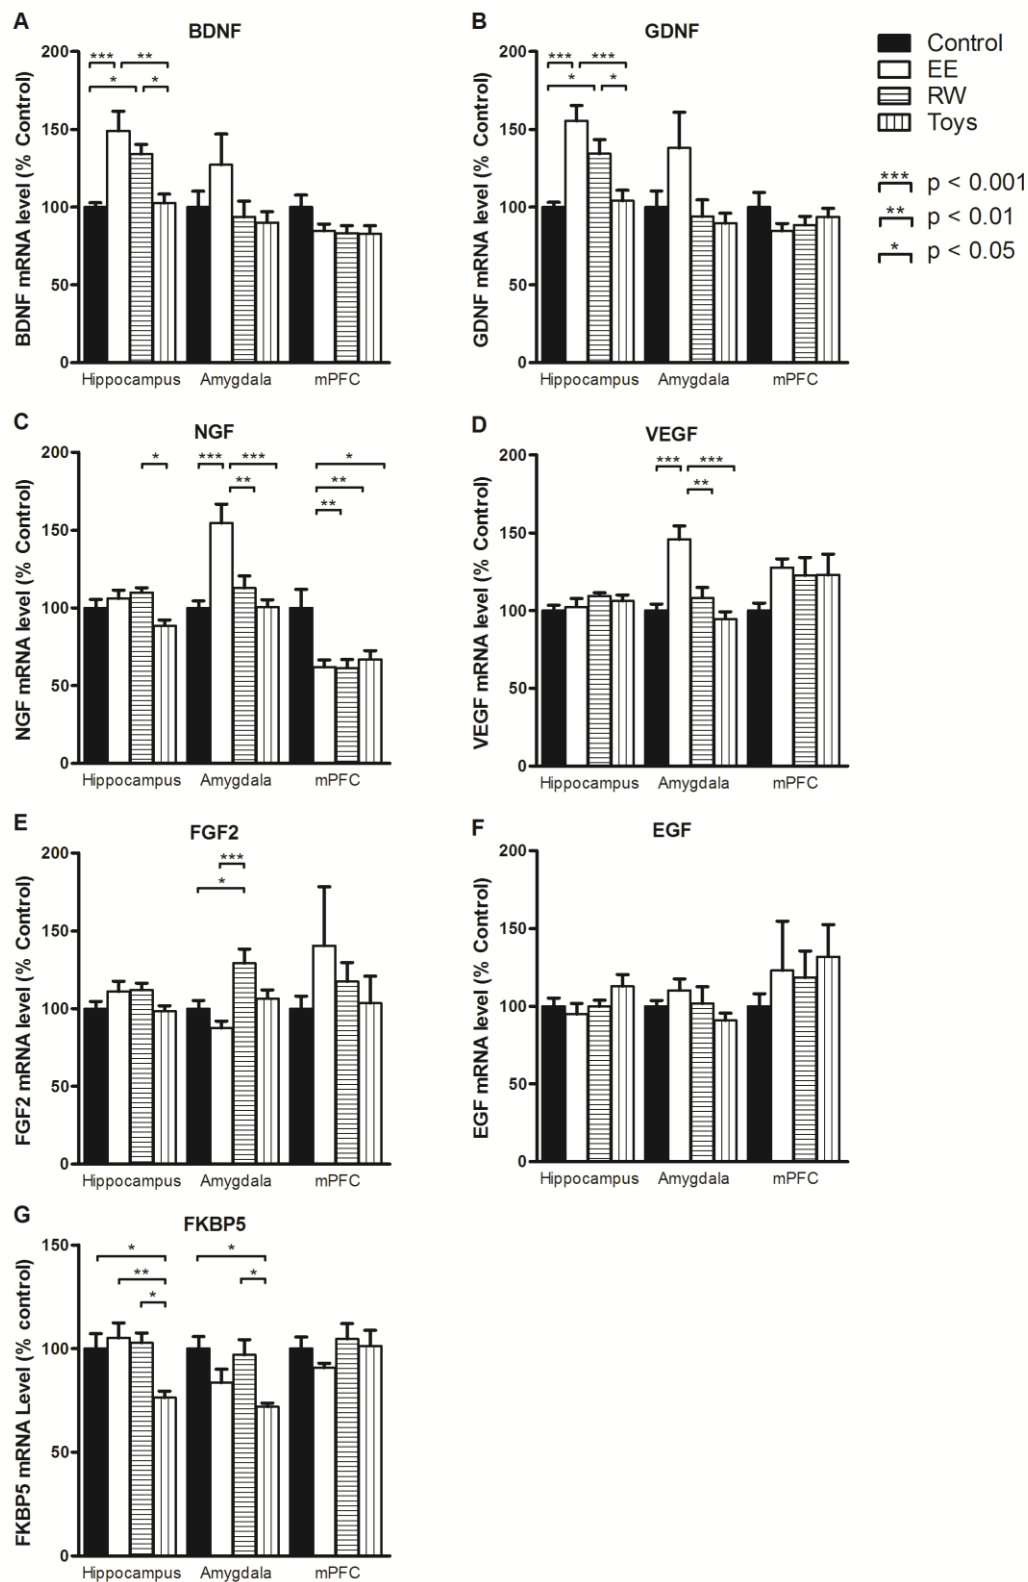 A
BDNF
BDNF mRNA level (% Control)
200
150
100
50
0
*** **
* *
Hippocampus Amygdala mPFC
B
GDNF
GDNF mRNA level (% Control)
200
150
100
50
0
*** ***
* *
Hippocampus Amygdala mPFC
Control
EE
RW
Toys
*** p < 0.001
** p < 0.01
* p < 0.05
C
NGF
NGF mRNA level (% Control)
200
150
100
50
0
* *** *** *
** **
**
Hippocampus Amygdala mPFC
D
VEGF
VEGF mRNA level (% Control)
200
150
100
50
0
*** ***
**
Hippocampus Amygdala mPFC
E
FGF2
FGF2 mRNA level (% Control)
200
150
100
50
0
***
*
Hippocampus Amygdala mPFC
F
EGF
EGF mRNA level (% Control)
200
150
100
50
0
Hippocampus Amygdala mPFC
G
FKBP5
FKBP5 mRNA Level (% control)
150
100
50
0
* *
** *
*
Hippocampus Amygdala mPFC